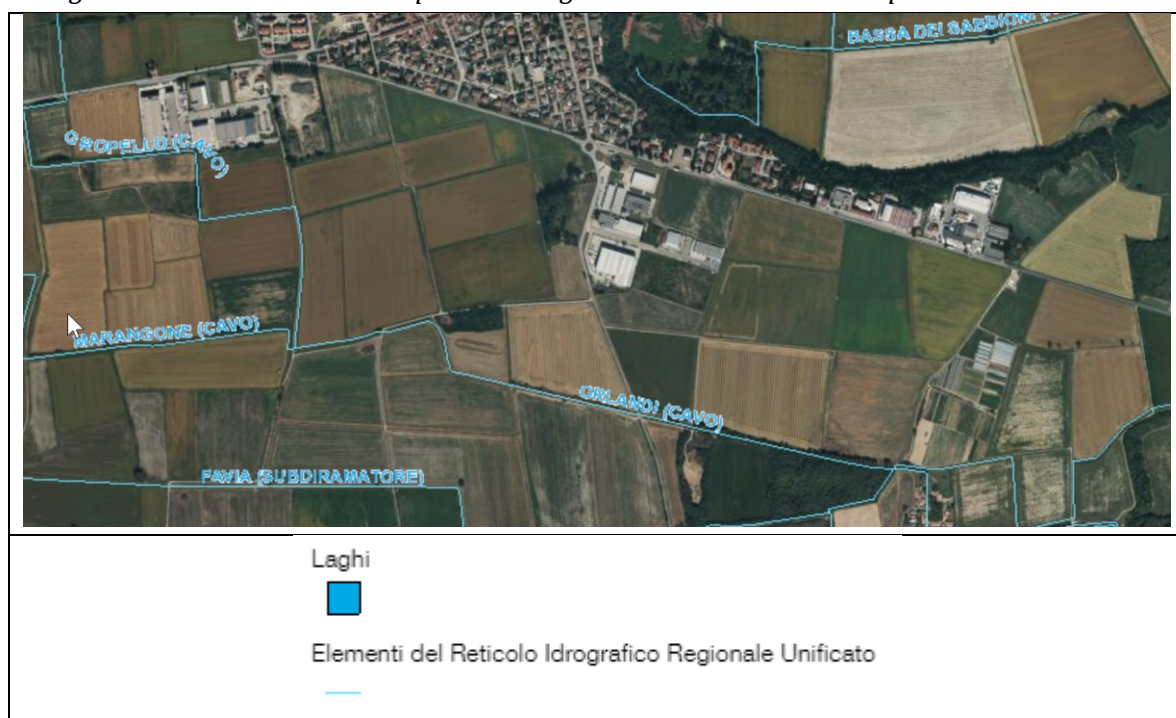 BASSA DEI SABBIONI
GROPELLO (CAVO)
MARANGONE (CAVO)
ORLANDI (CAVO)
FAVIA (SUBDIRAMATORE)
Laghi
Elementi del Reticolo Idrografico Regionale Unificato